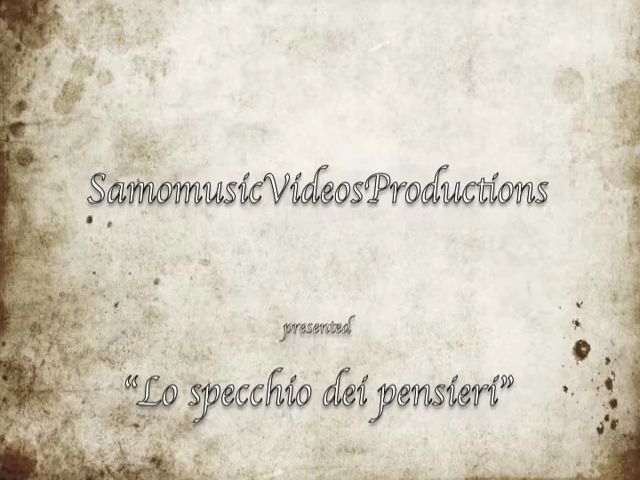 SamomusicVideosProductions
presented
“Lo specchio dei pensieri”